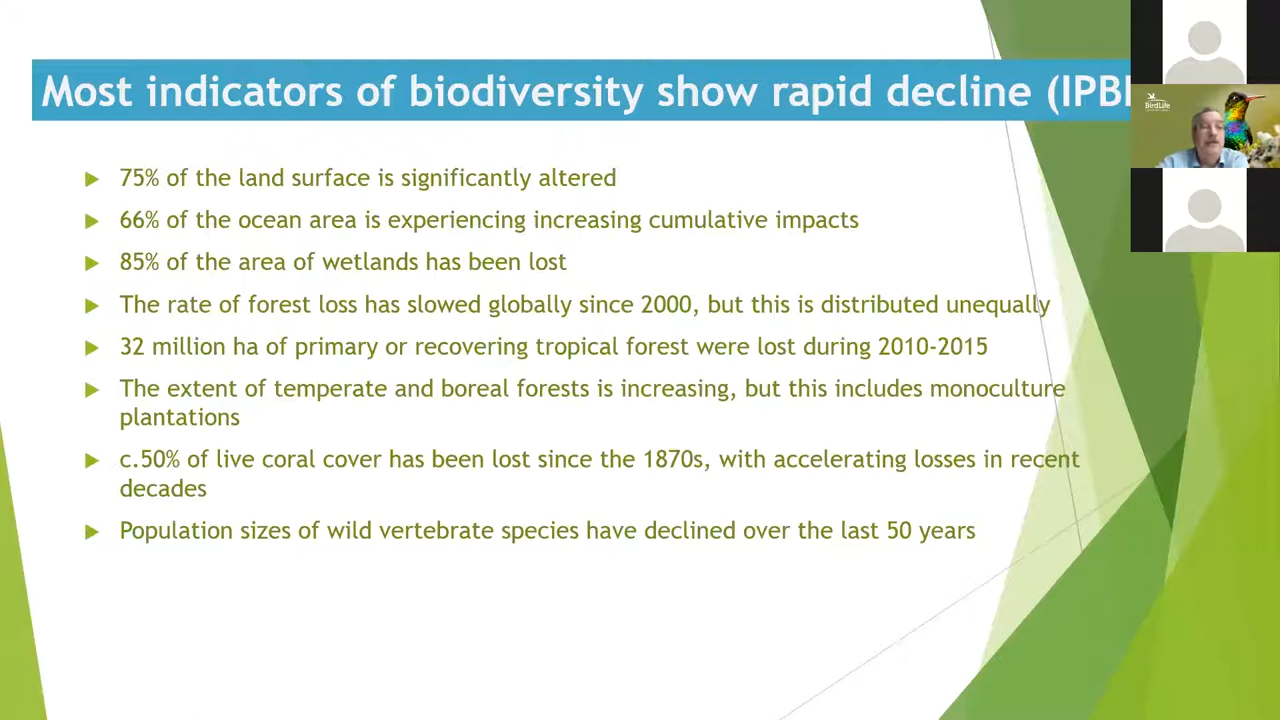 Most indicators of biodiversity show rapid decline (IPB
75% of the land surface is significantly altered
66% of the ocean area is experiencing increasing cumulative impacts
85% of the area of wetlands has been lost
The rate of forest loss has slowed globally since 2000, but this is distributed unequally
32 million ha of primary or recovering tropical forest were lost during 2010-2015
The extent of temperate and boreal forests is increasing, but this includes monoculture
plantations
c.50% of live coral cover has been lost since the 1870s, with accelerating losses in recent
decades
Population sizes of wild vertebrate species have declined over the last 50 years
BirdLife